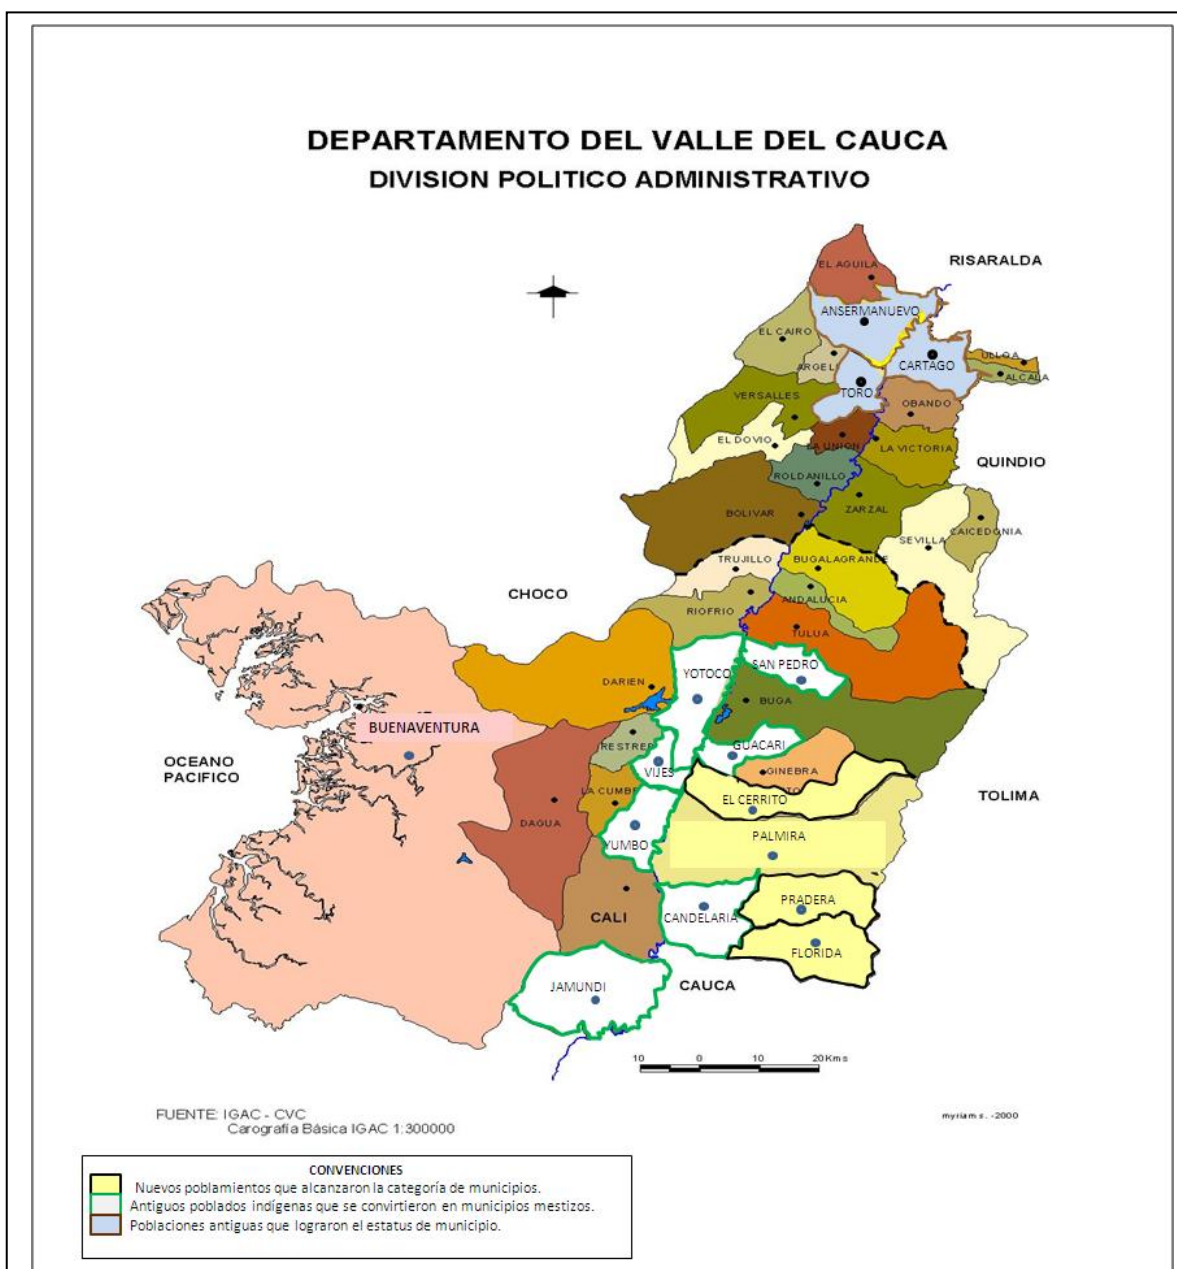 DEPARTAMENTO DEL VALLE DEL CAUCA
DIVISION POLITICO ADMINISTRATIVO
RISARALDA
EL AGUILA
ANSERMANUEVO
EL CAIRO
ARGELI
CARTAGO
ULLOA
ALCALA
TORO
VERSALLES
OBANDO
EL DOVIO
LA UNION
LA VICTORIA
QUINDIO
ROLDANILLO
ZARZAL
BOLIVAR
CAICEDONIA
SEVILLA
TRUJILLO
BUGALAGRANDE
CHOCO
ANDALUCIA
RIOFRIO
TULUA
SAN PEDRO
YOTOCO
DARIEN
BUGA
BUENAVENTURA
RESTREP
GUACARI
OCEANO
PACIFICO
VIJES
GINEBRA
LA CUMBE
EL CERRITO
TOLIMA
DAGUA
YUMBO
PALMIRA
PRADERA
CALI
CANDELARIA
FLORIDA
CAUCA
JAMUNDI
10 0 10 20 Kms
FUENTE: IGAC - CVC
Carografía Básica IGAC 1:300000
myriam s. -2000
CONVENCIONES
Nuevos poblamientos que alcanzaron la categoría de municipios.
Antiguos poblados indígenas que se convirtieron en municipios mestizos.
Poblaciones antiguas que lograron el estatus de municipio.